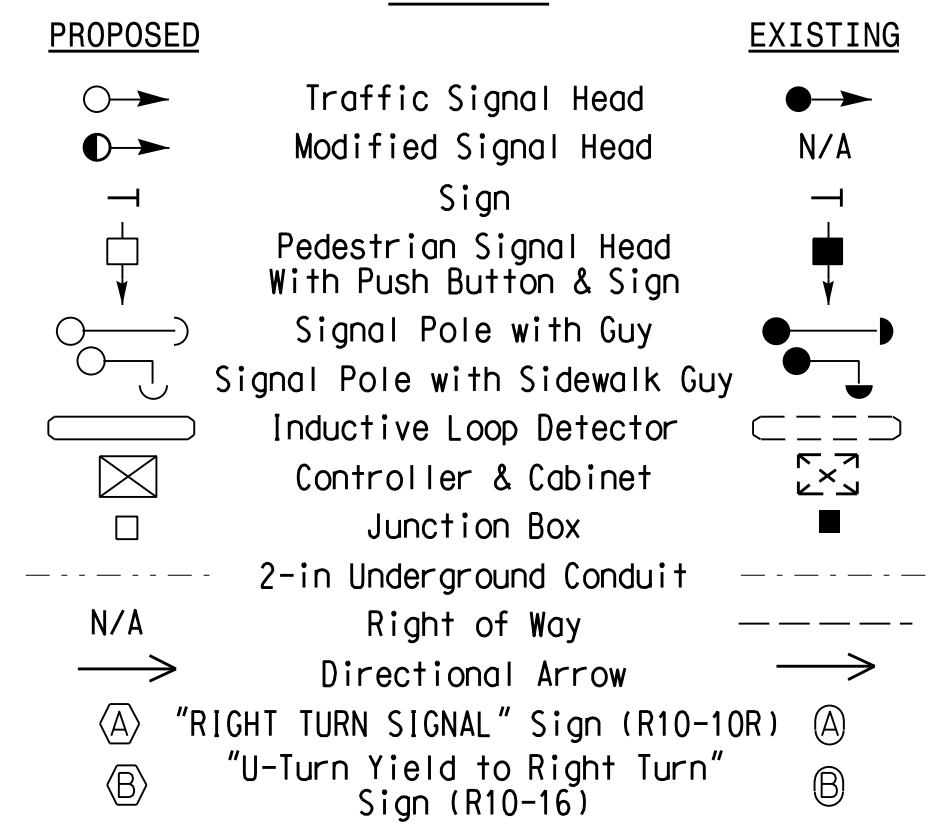 PROPOSED EXISTING
Traffic Signal Head
Modified Signal Head N/A
Sign
Pedestrian Signal Head
With Push Button & Sign
Signal Pole with Guy
Signal Pole with Sidewalk Guy
Inductive Loop Detector
Controller & Cabinet
Junction Box
2-in Underground Conduit
N/A Right of Way
Directional Arrow
A "RIGHT TURN SIGNAL" Sign (R10-10R) A
"U-Turn Yield to Right Turn"
B Sign (R10-16) B